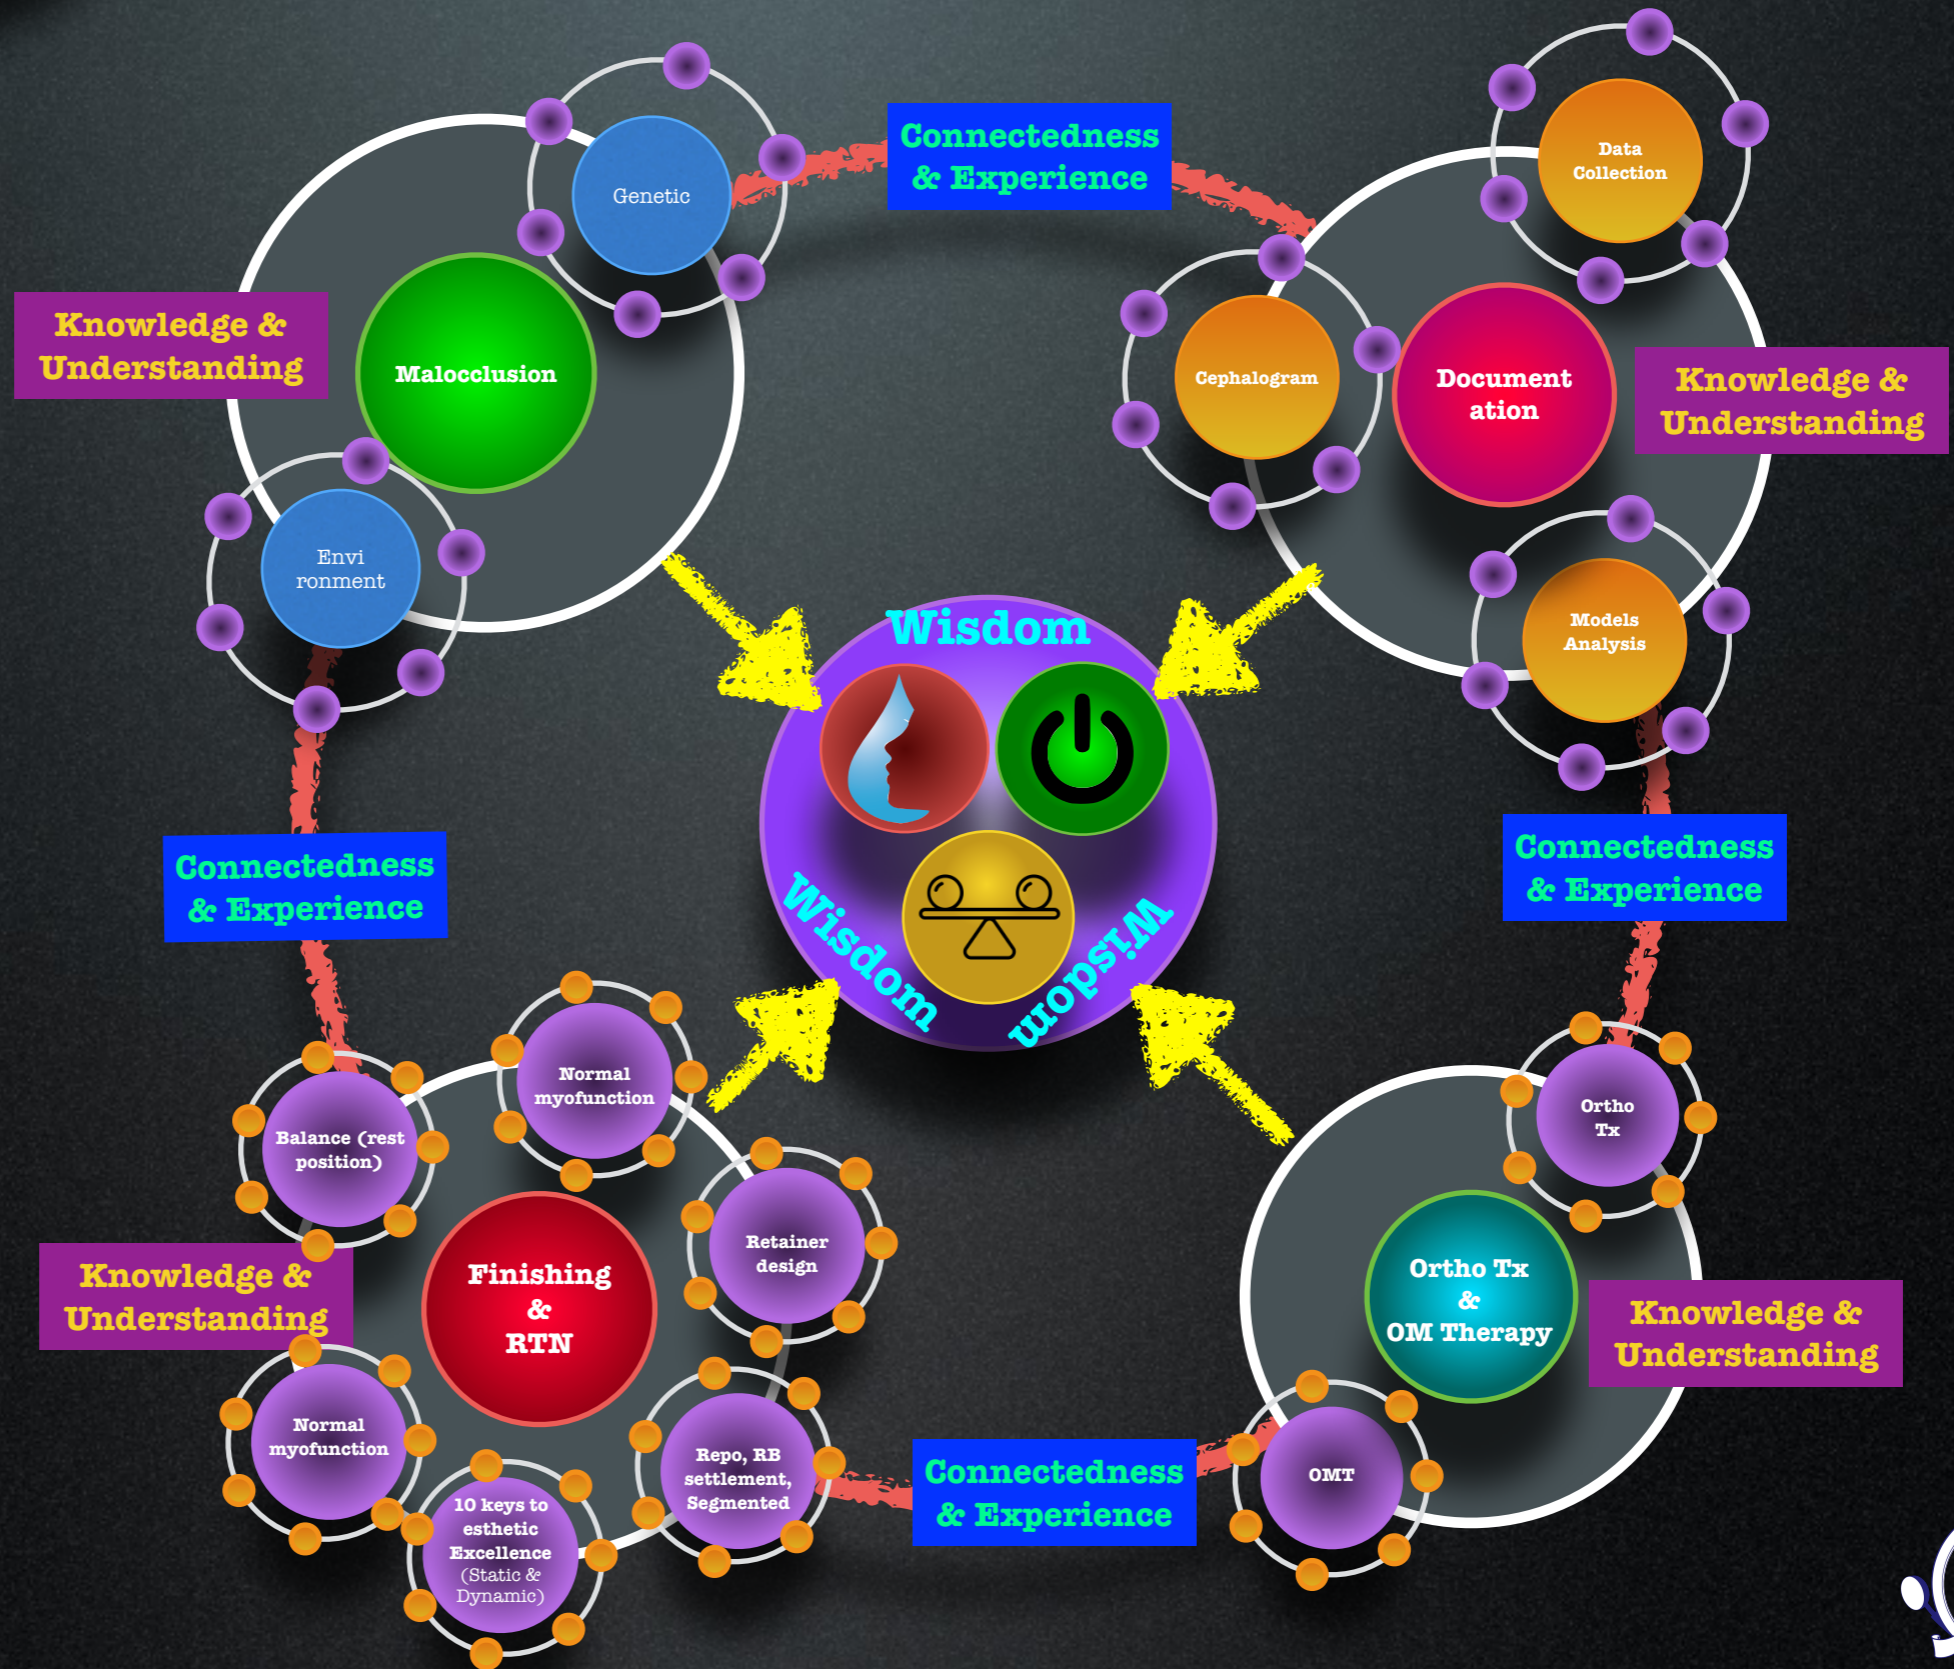 Genetic
Connectedness
& Experience
Data
Collection
Knowledge &
Understanding
Malocclusion
Cephalogram
Document
ation
Knowledge &
Understanding
Envi
ronment
Models
Analysis
Wisdom
Wisdom
Wisdom
Connectedness
& Experience
Connectedness
& Experience
Normal
myofunction
Balance (rest
position)
Ortho
Tx
Retainer
design
Knowledge &
Understanding
Finishing
&
RTN
Ortho Tx
&
OM Therapy
Knowledge &
Understanding
Normal
myofunction
Repo, RB
settlement,
Segmented
Connectedness
& Experience
OMT
10 keys to
esthetic
Excellence
(Static &
Dynamic)